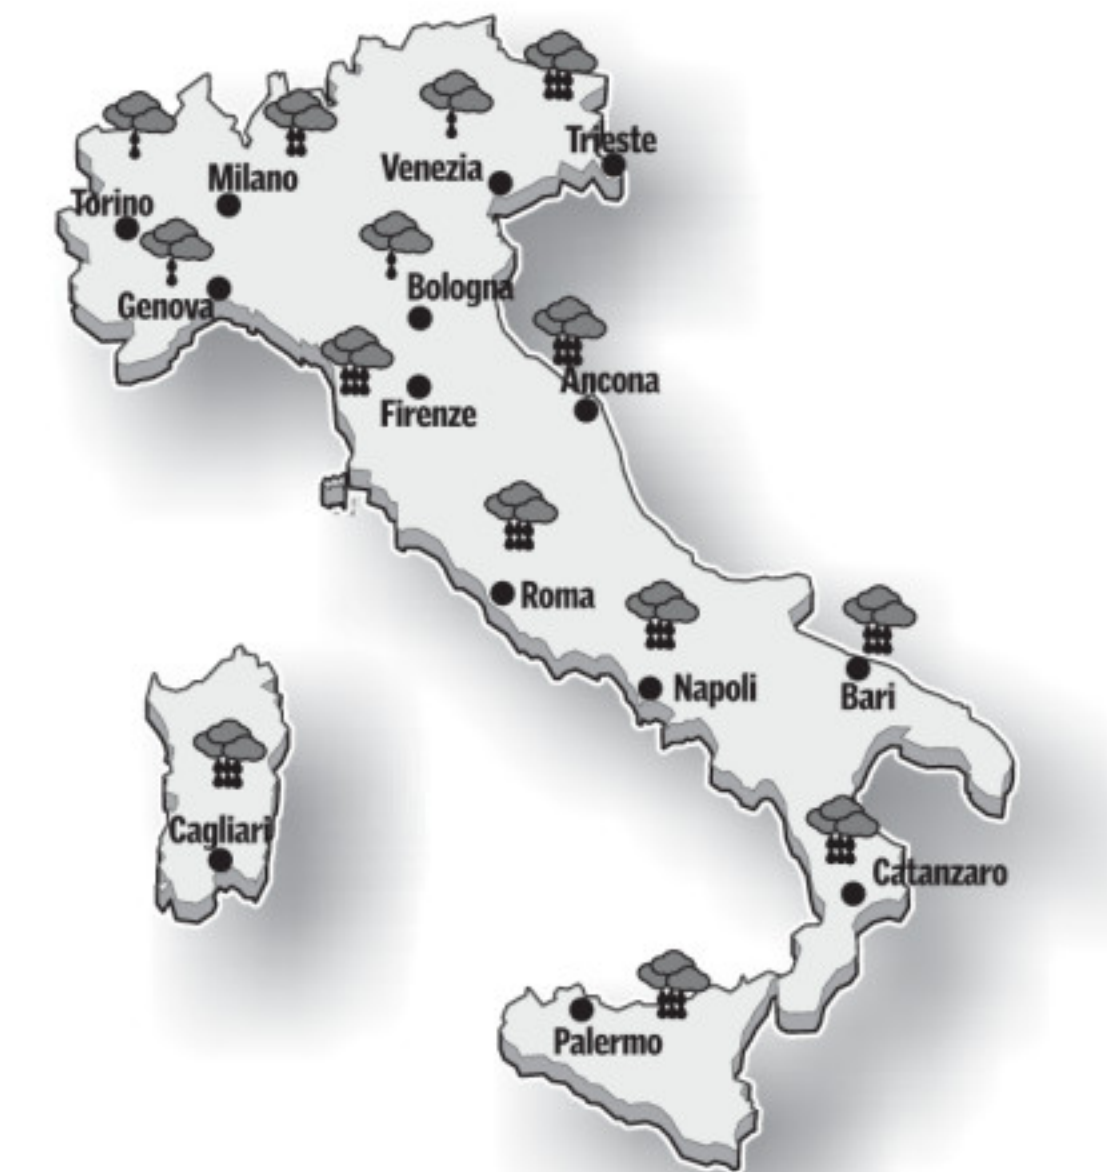 Trieste
Venezia
Milano
Torino
Bologna
Genova
Ancona
Firenze
Roma
Napoli
Bari
Cagliari
Catanzaro
Palermo